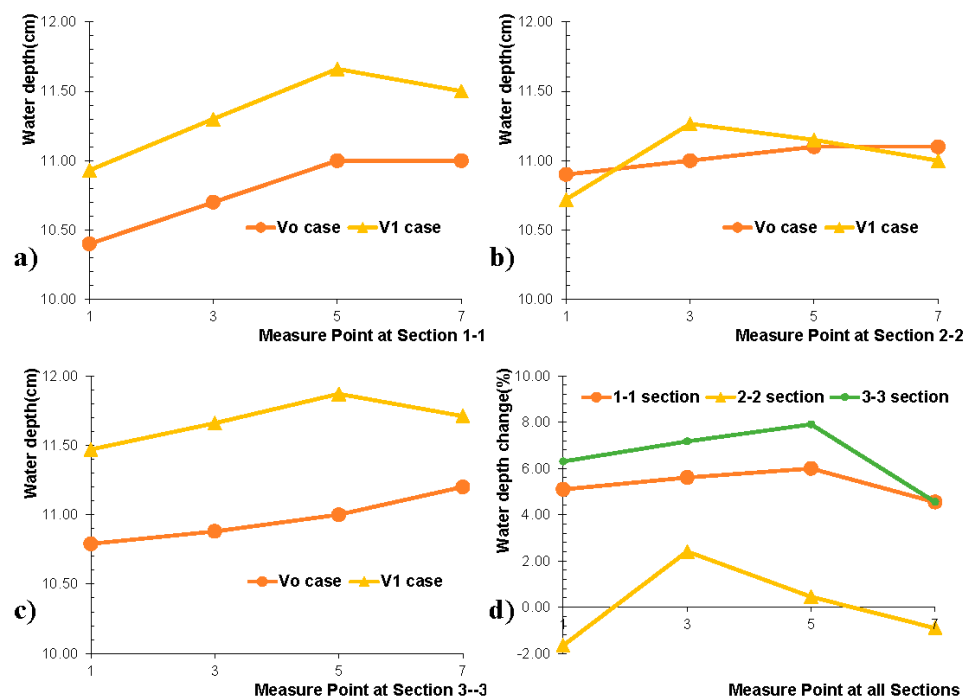 a)
Water depth(cm)
12.00
11.50
11.00
10.50
10.00
Vo case
V1 case
1
3
5
7
Measure Point at Section 1-1
b)
Water depth(cm)
12.00
11.50
11.00
10.50
10.00
Vo case
V1 case
1
3
5
7
Measure Point at Section 2-2
c)
Water depth(cm)
12.00
11.50
11.00
10.50
10.00
Vo case
V1 case
1
3
5
7
Measure Point at Section 3--3
d)
Water depth change(%)
10.00
8.00
6.00
4.00
2.00
0.00
-2.00
1-1 section
2-2 section
3-3 section
1
3
5
7
Measure Point at all Sections